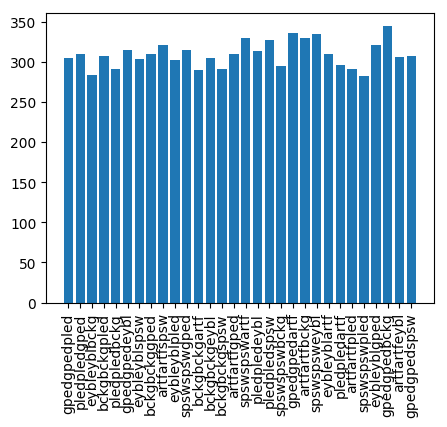 350
300
250
200
150
100
50
0
gpedgpedpled
pledpledgped
eybleyblbckg
bckgbckgpled
pledpledbckg
gpedgpedeybl
eybleyblspsw
bckgbckggped
artfartfspsw
eybleyblpled
spswspswgped
bckgbckgartf
bckgbckgeybl
bckgbckgspsw
artfartfgped
spswspswartf
pledpledeybl
pledpledspsw
spswspswbckg
gpedgpedartf
artfartfbckg
spswspsweybl
eybleyblartf
pledpledartf
artfartfpled
spswspswpled
eybleyblgped
gpedgpedbckg
artfartfeybl
gpedgpedspsw